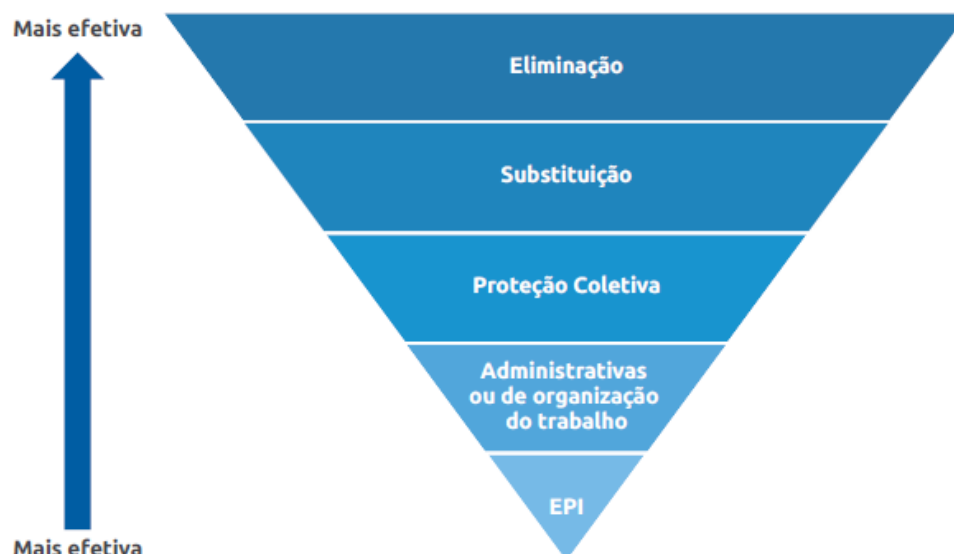 Mais efetiva
Eliminação
Substituição
Proteção Coletiva
Administrativas
ou de organização
do trabalho
EPI
Mais efetiva